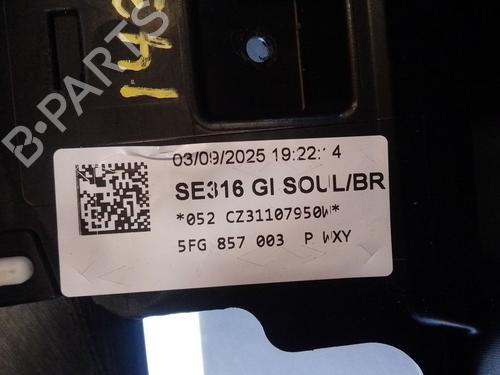 B-PARTS
03/09/2025 19:22:14
SE316 GI SOUL/BR
*052 CZ31107950W*
5FG 857 003 P WXY